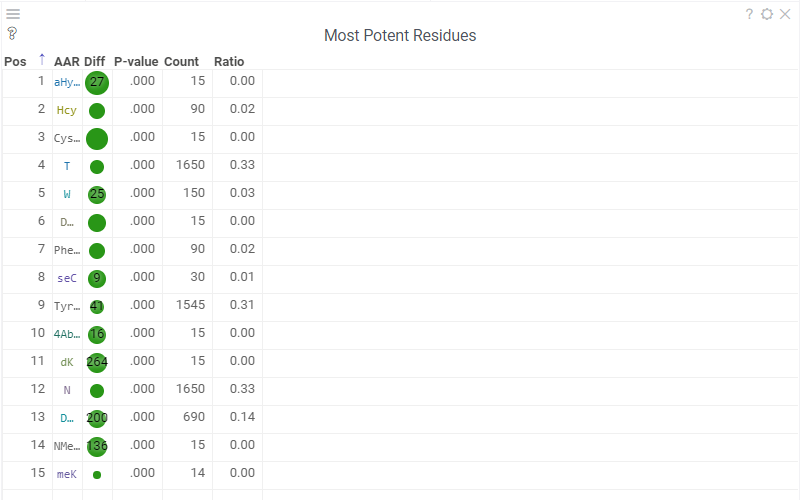 ?
Most Potent Residues
Pos ↑ AAR Diff P-value Count Ratio
1 aHy… 27 .000 15 0.00
2 Hcy .000 90 0.02
3 Cys… .000 15 0.00
4 T .000 1650 0.33
5 W 25 .000 150 0.03
6 D… .000 15 0.00
7 Phe… .000 90 0.02
8 seC 9 .000 30 0.01
9 Tyr… 41 .000 1545 0.31
10 4Ab… 16 .000 15 0.00
11 dK 264 .000 15 0.00
12 N .000 1650 0.33
13 D… 200 .000 690 0.14
14 NMe… 136 .000 15 0.00
15 meK .000 14 0.00